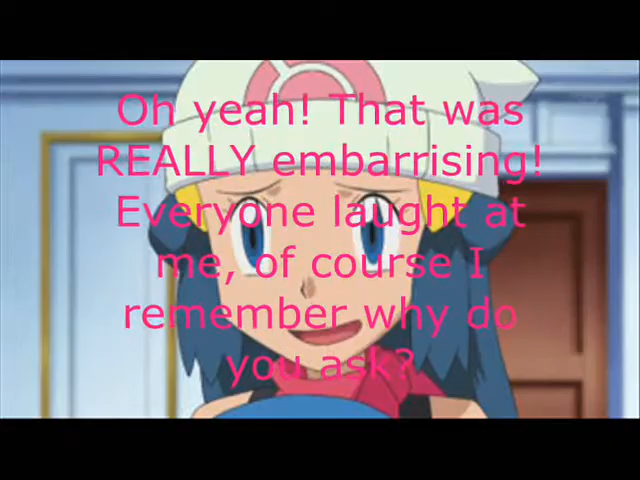 Oh yeah! That was
REALLY embarrising!
Everyone laught at
me, of course I
remember why do
you ask?